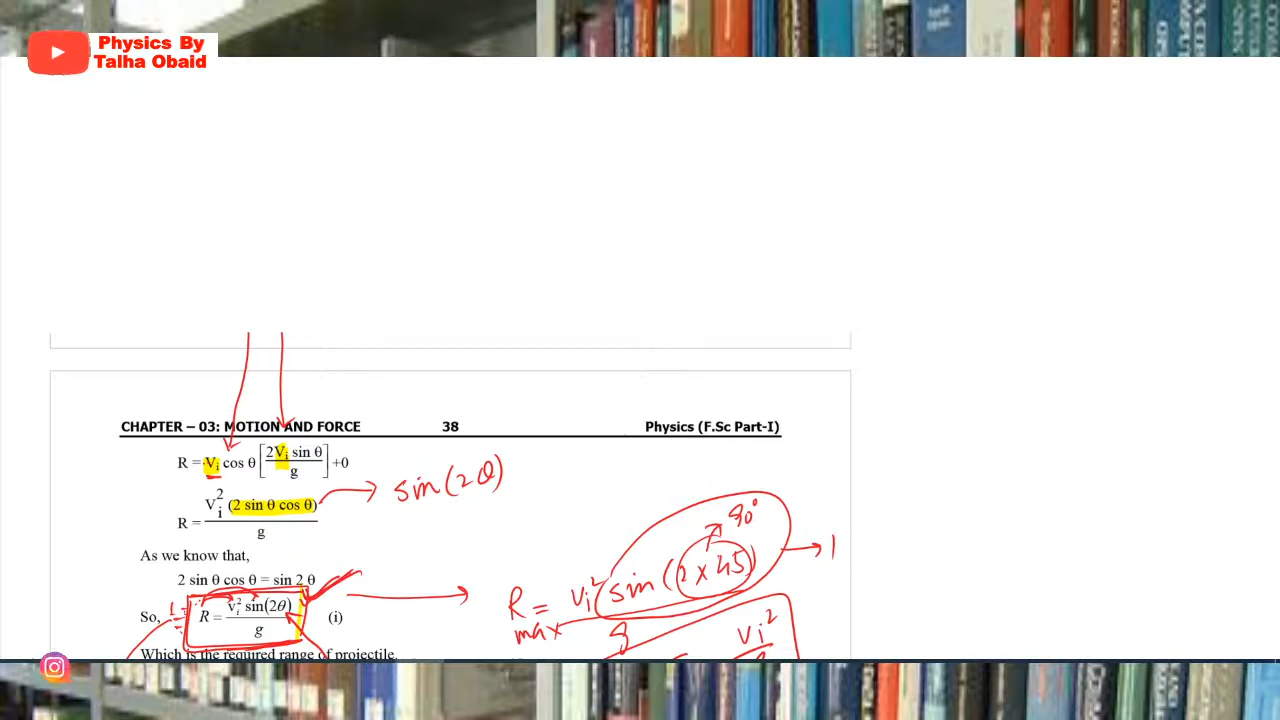 Physics By
Talha Obaid
CHAPTER – 03: MOTION AND FORCE 38 Physics (F.Sc Part-I)
R = Vi cos θ [2Vi sin θ / g] +0
R = Vi² (2 sin θ cos θ) / g
sin(2θ)
As we know that,
2 sin θ cos θ = sin 2 θ
So, R = vi² sin(2θ) / g (i)
Which is the required range of projectile.
90°
Rmax = Vi² sin(2×45) / g → 1
Vi²